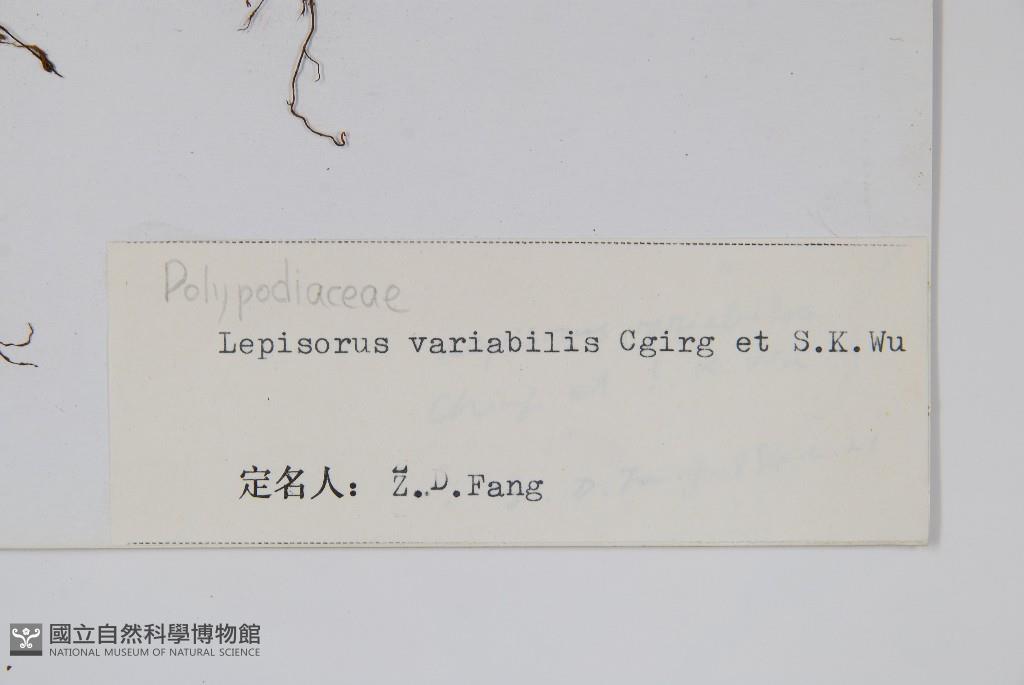 Polypodiaceae
Lepisorus variabilis Cgirg et S.K.Wu
定名人: Z.D.Fang
國立自然科學博物館
NATIONAL MUSEUM OF NATURAL SCIENCE